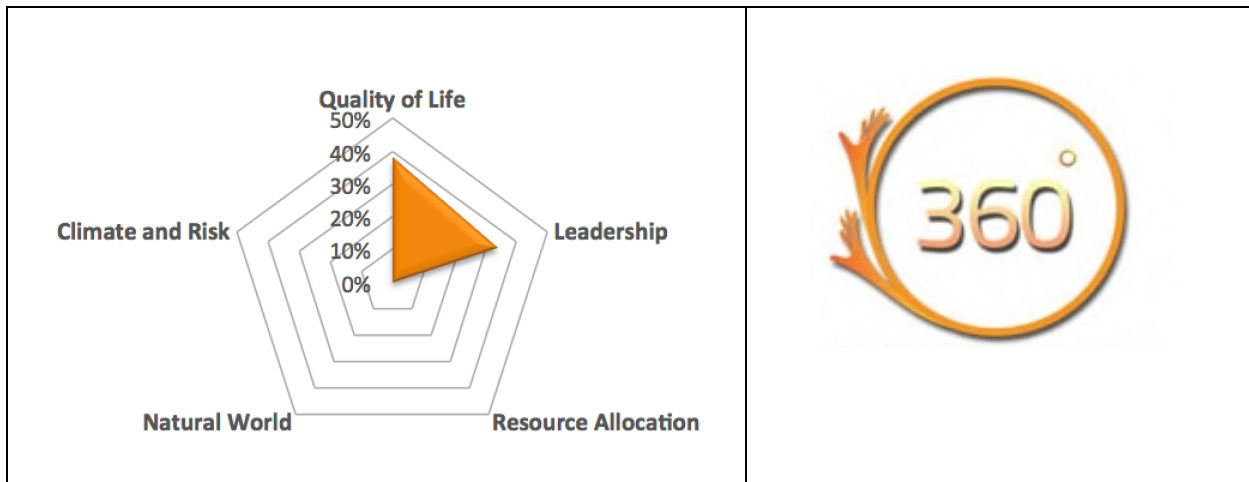 Quality of Life
50%
40%
30%
20%
10%
0%
Climate and Risk
Leadership
Natural World
Resource Allocation
360°